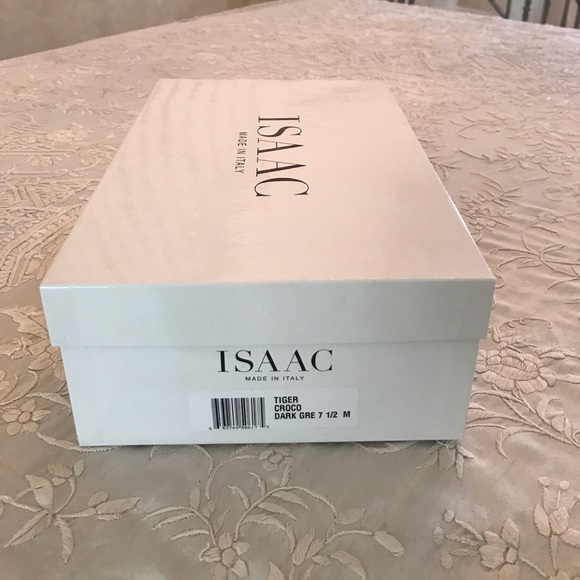 ISAAC
MADE IN ITALY
ISAAC
MADE IN ITALY
TIGER
CROCO
DARK GRE 7 1/2 M